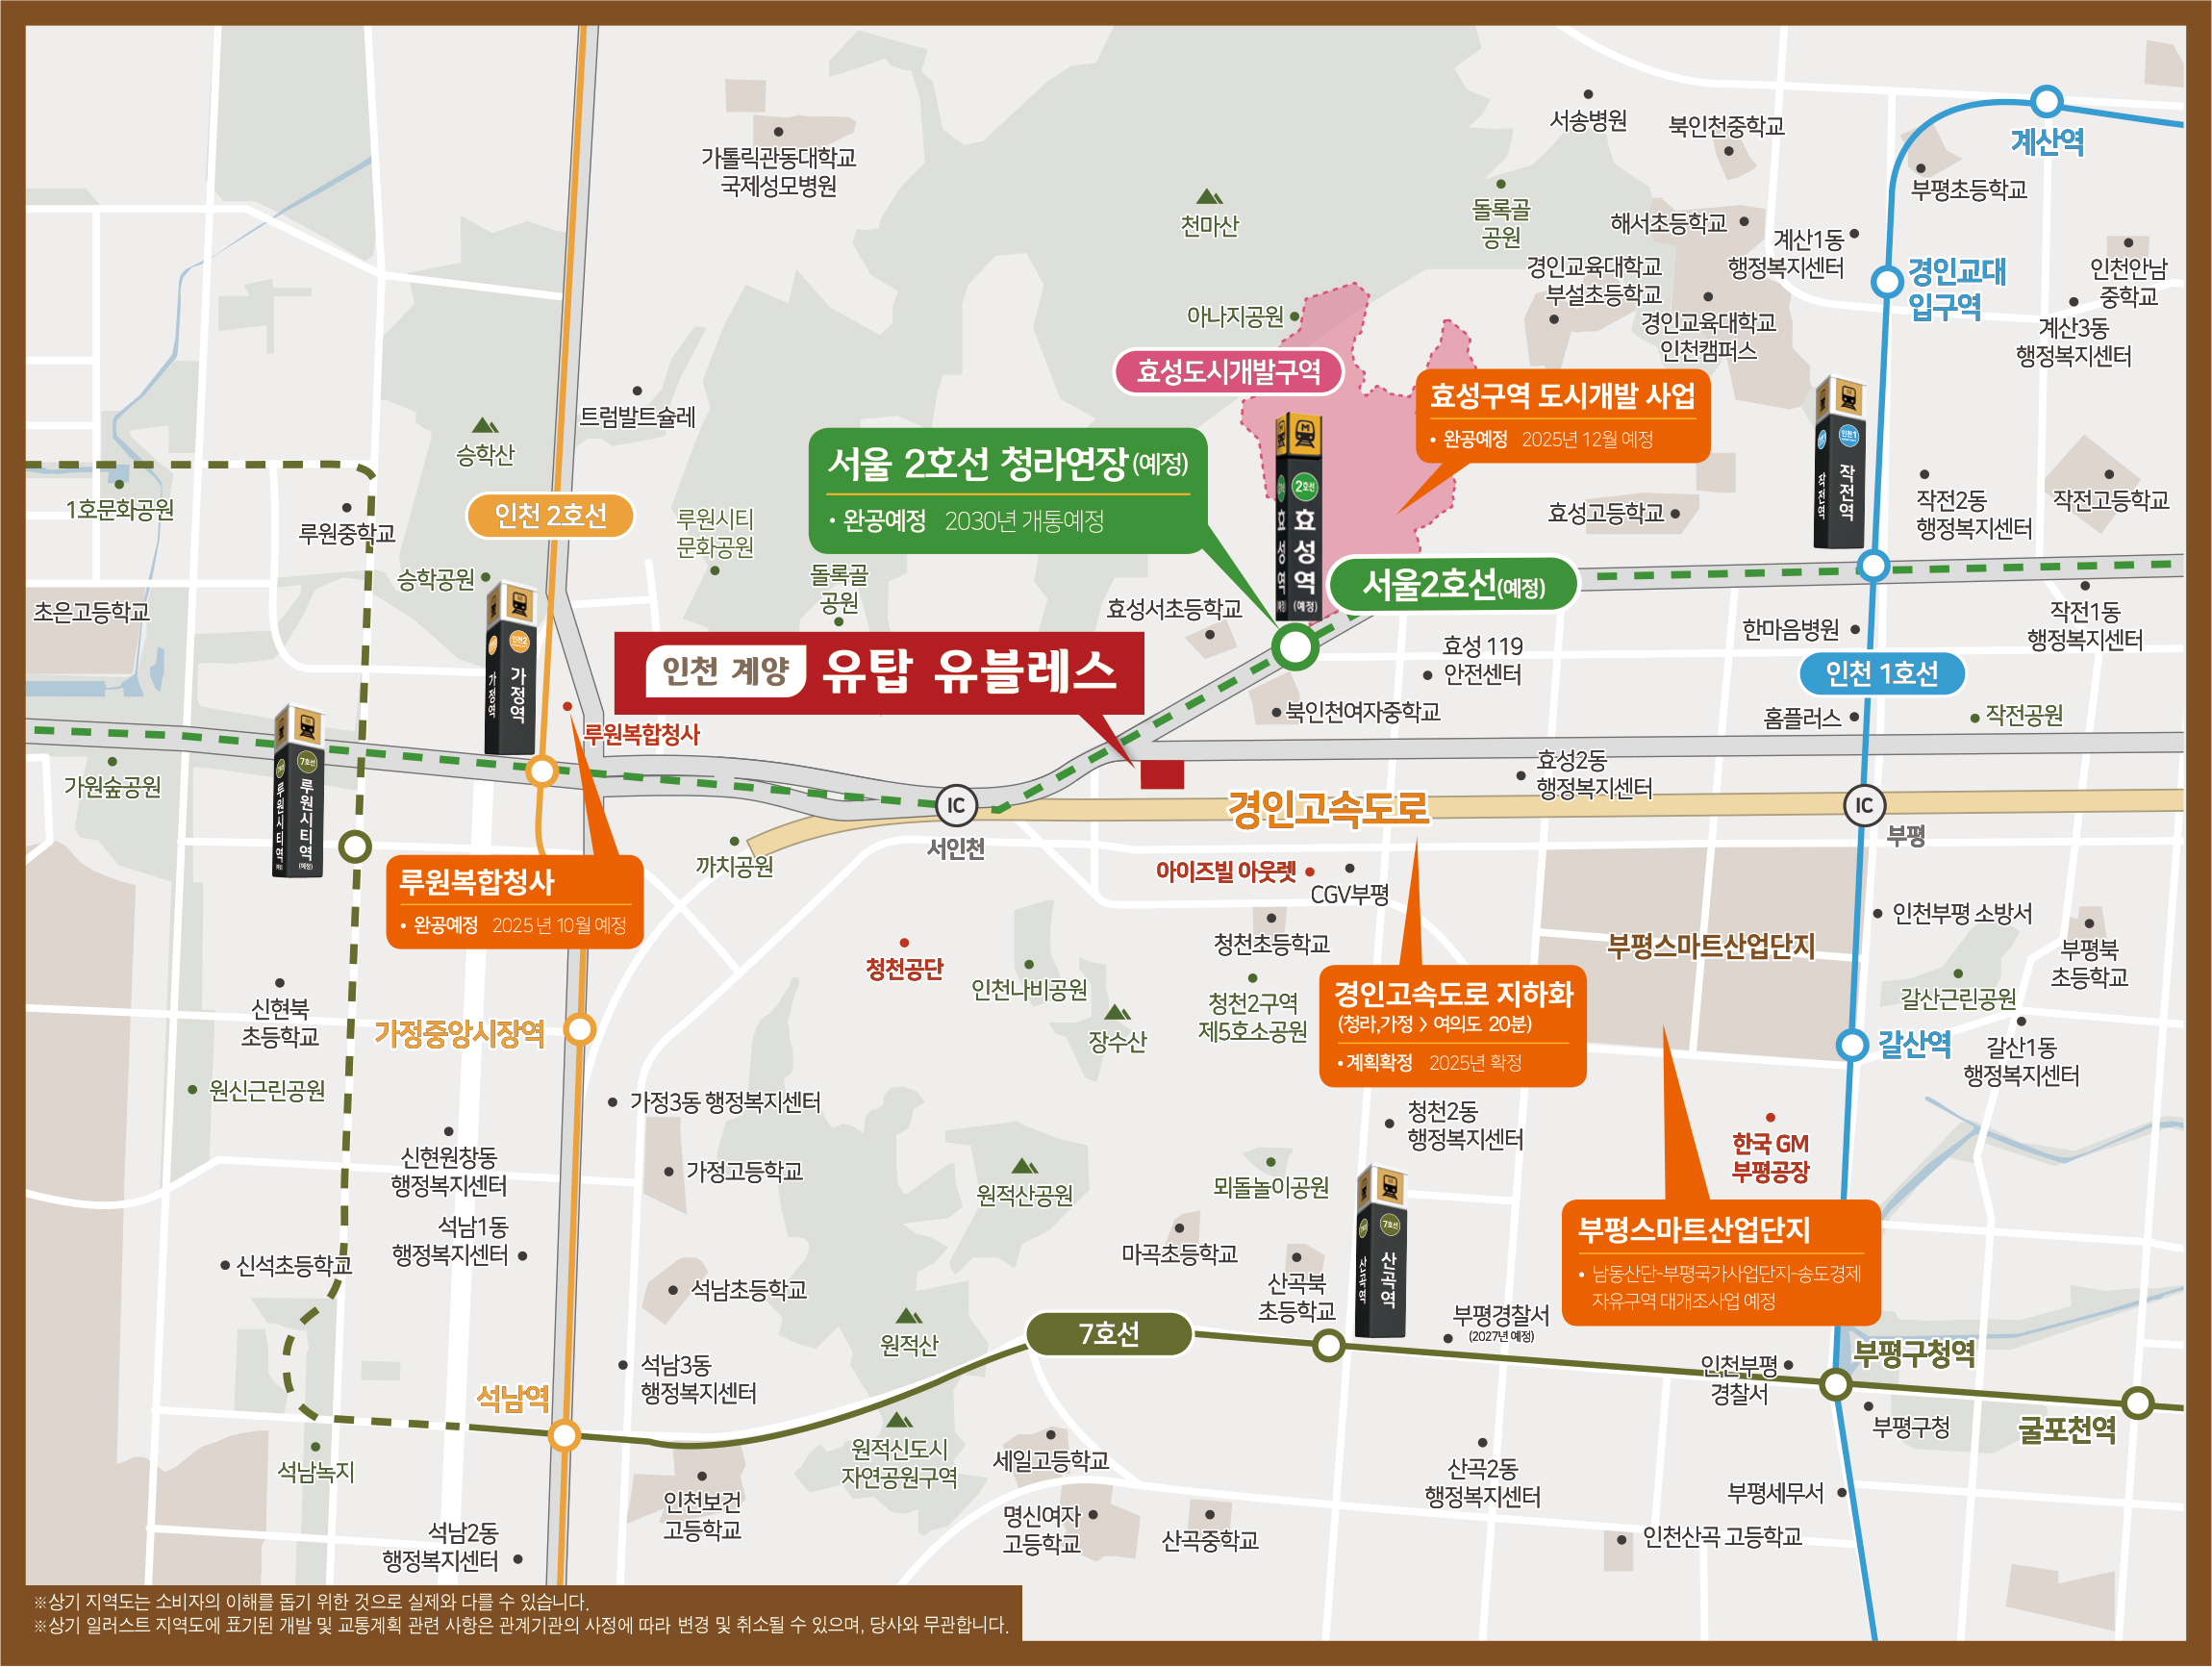 서송병원
북인천중학교
계산역
가톨릭관동대학교
국제성모병원
부평초등학교
천마산
돌록골
공원
해서초등학교
계산1동
행정복지센터
경인교대
입구역
인천안남
중학교
경인교육대학교
부설초등학교
아나지공원
경인교육대학교
인천캠퍼스
계산3동
행정복지센터
효성도시개발구역
효성구역 도시개발 사업
• 완공예정 2025년 12월 예정
트럼발트슐레
승학산
서울 2호선 청라연장(예정)
• 완공예정 2030년 개통예정
M
2호선
효성역
효성역
(예정)
인천1
작전역
작전역
작전2동
행정복지센터
작전고등학교
1호문화공원
루원중학교
인천 2호선
루원시티
문화공원
효성고등학교
승학공원
돌록골
공원
서울2호선(예정)
초은고등학교
인천2
가정역
가정역
효성서초등학교
효성 119
안전센터
한마음병원
작전1동
행정복지센터
인천 계양 유탑 유블레스
인천 1호선
루원복합청사
북인천여자중학교
홈플러스
작전공원
7호선
루원시티역
루원시티역
(예정)
가원숲공원
효성2동
행정복지센터
IC
서인천
경인고속도로
IC
부평
까치공원
아이즈빌 아웃렛
CGV부평
루원복합청사
• 완공예정 2025년 10월 예정
청천공단
인천나비공원
청천초등학교
부평스마트산업단지
인천부평 소방서
부평북
초등학교
신현북
초등학교
가정중앙시장역
장수산
청천2구역
제5호소공원
경인고속도로 지하화
(청라,가정 > 여의도 20분)
• 계획확정 2025년 확정
갈산근린공원
갈산역
갈산1동
행정복지센터
원신근린공원
가정3동 행정복지센터
청천2동
행정복지센터
한국 GM
부평공장
신현원창동
행정복지센터
가정고등학교
원적산공원
뫼돌놀이공원
7호선
산곡역
산곡역
석남1동
행정복지센터
신석초등학교
마곡초등학교
산곡북
초등학교
부평스마트산업단지
• 남동산단-부평국가사업단지-송도경제
자유구역 대개조사업 예정
석남초등학교
원적산
7호선
부평경찰서
(2027년 예정)
석남3동
행정복지센터
인천부평
경찰서
부평구청역
석남역
부평구청
굴포천역
석남녹지
원적신도시
자연공원구역
세일고등학교
산곡2동
행정복지센터
부평세무서
인천보건
고등학교
명신여자
고등학교
산곡중학교
인천산곡 고등학교
석남2동
행정복지센터
※상기 지역도는 소비자의 이해를 돕기 위한 것으로 실제와 다를 수 있습니다.
※상기 일러스트 지역도에 표기된 개발 및 교통계획 관련 사항은 관계기관의 사정에 따라 변경 및 취소될 수 있으며, 당사와 무관합니다.